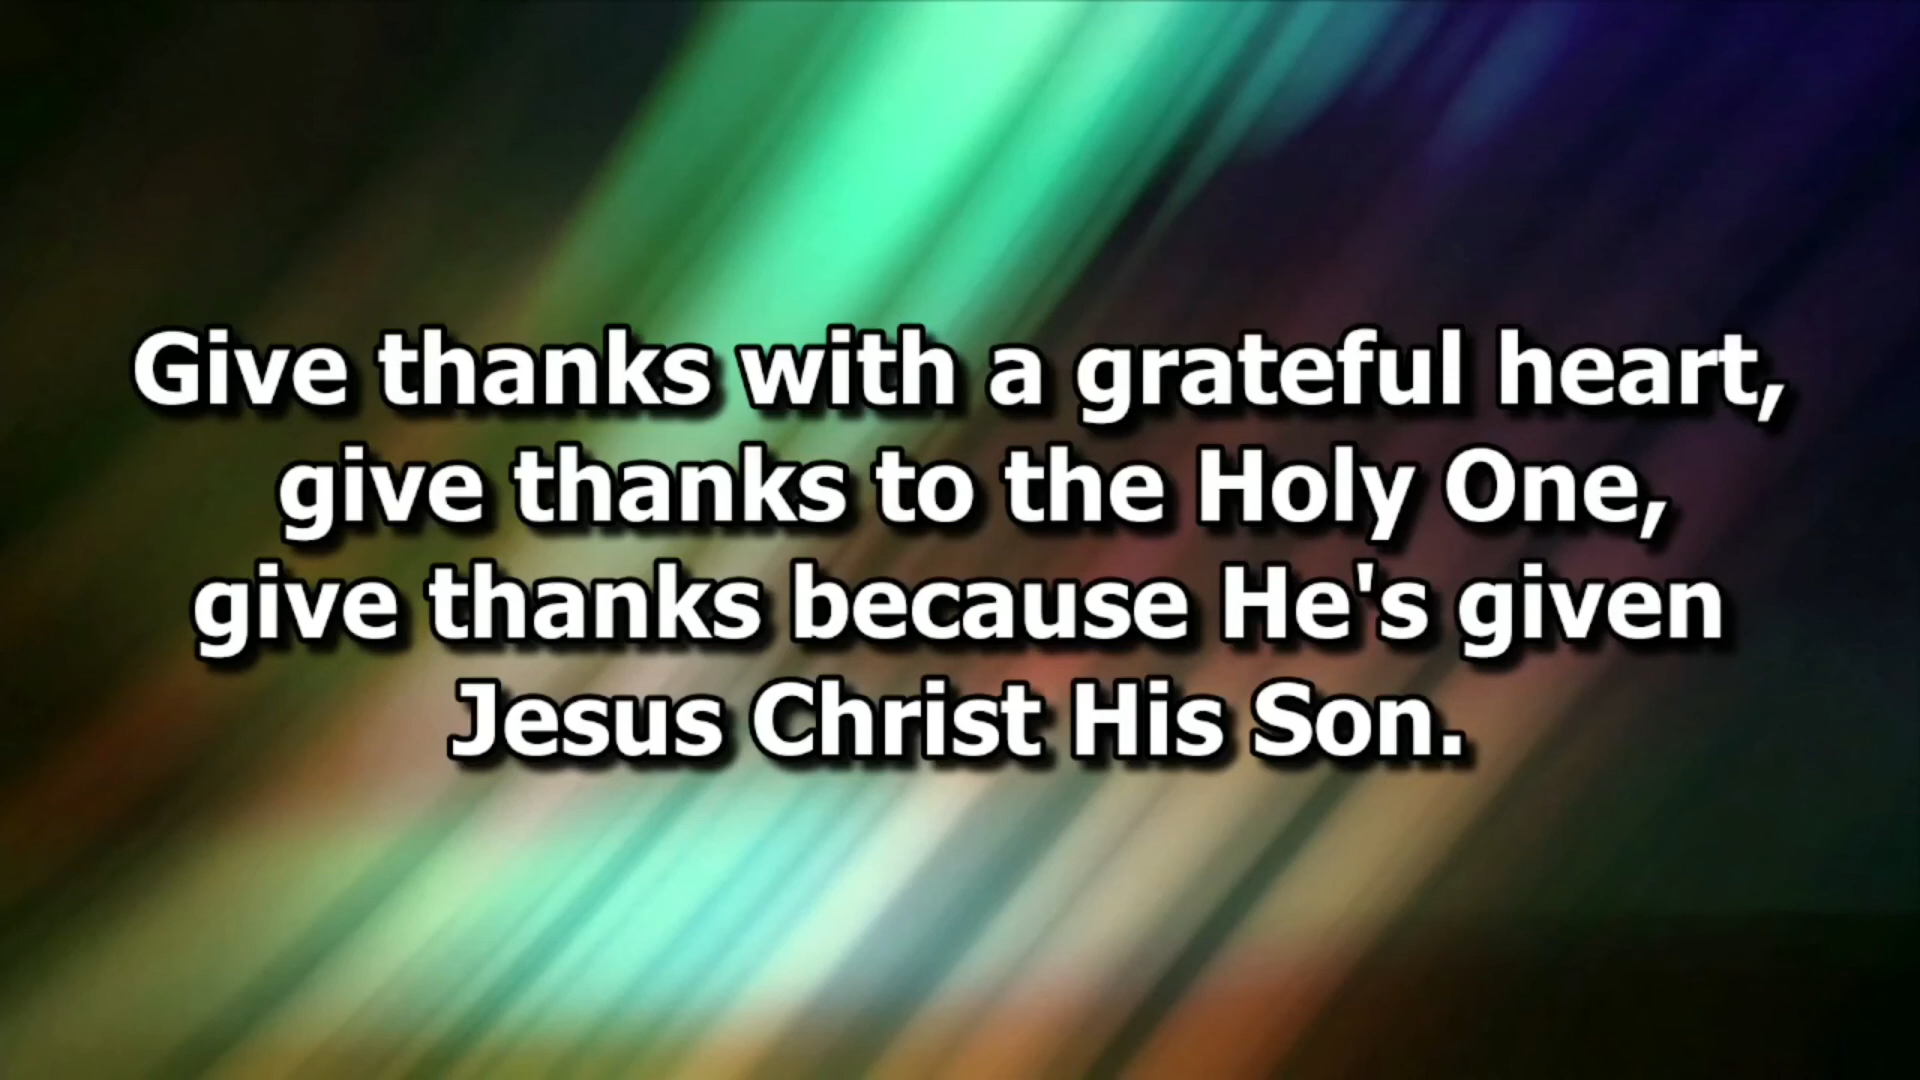 Give thanks with a grateful heart,
give thanks to the Holy One,
give thanks because He's given
Jesus Christ His Son.